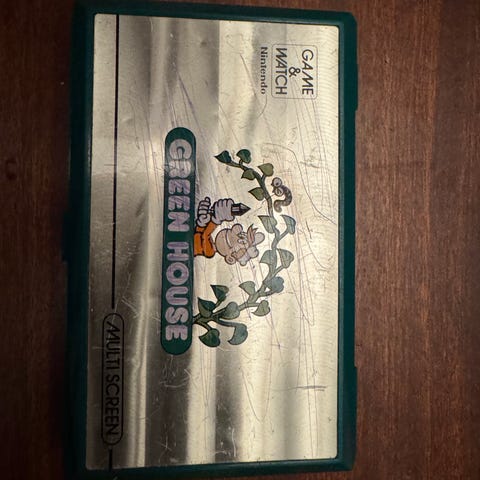 GAME
&
WATCH
Nintendo
GREEN HOUSE
MULTI SCREEN